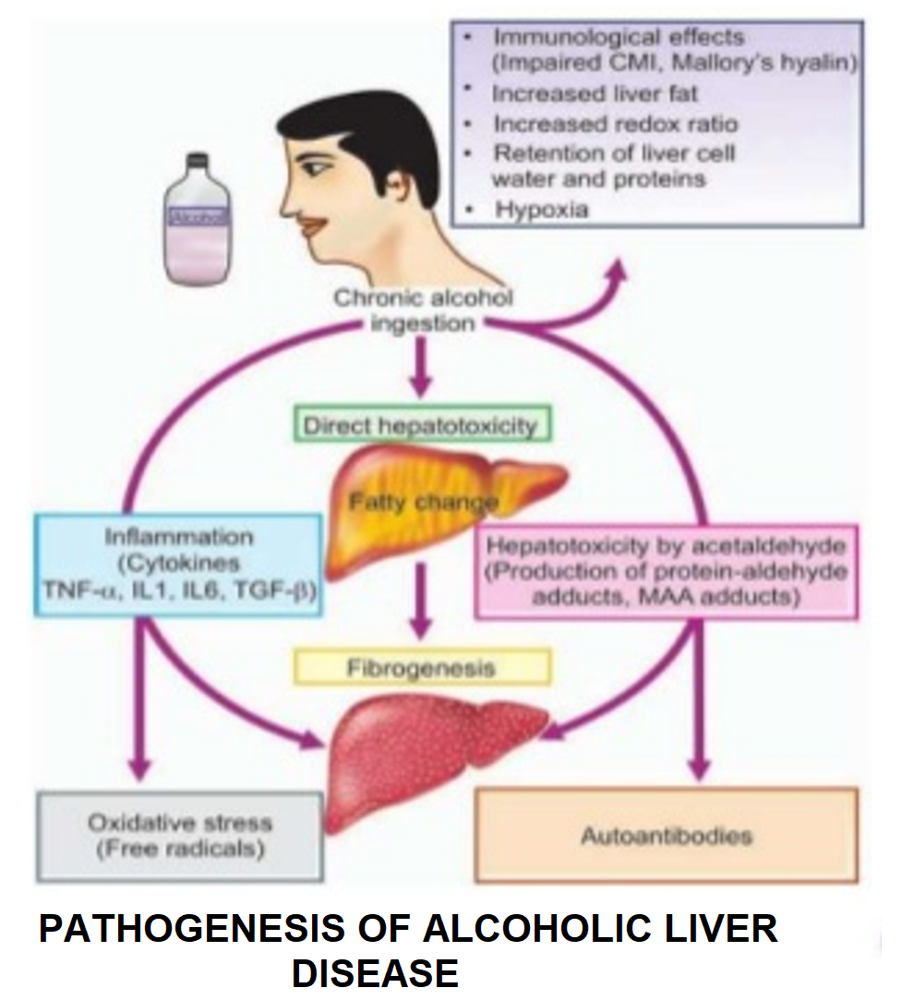 • Immunological effects
(Impaired CMI, Mallory's hyalin)
• Increased liver fat
• Increased redox ratio
• Retention of liver cell
water and proteins
• Hypoxia
Alcohol
Chronic alcohol
ingestion
Direct hepatotoxicity
Fatty change
Inflammation
(Cytokines
TNF-α, IL1, IL6, TGF-β)
Hepatotoxicity by acetaldehyde
(Production of protein-aldehyde
adducts, MAA adducts)
Fibrogenesis
Oxidative stress
(Free radicals)
Autoantibodies
PATHOGENESIS OF ALCOHOLIC LIVER
DISEASE